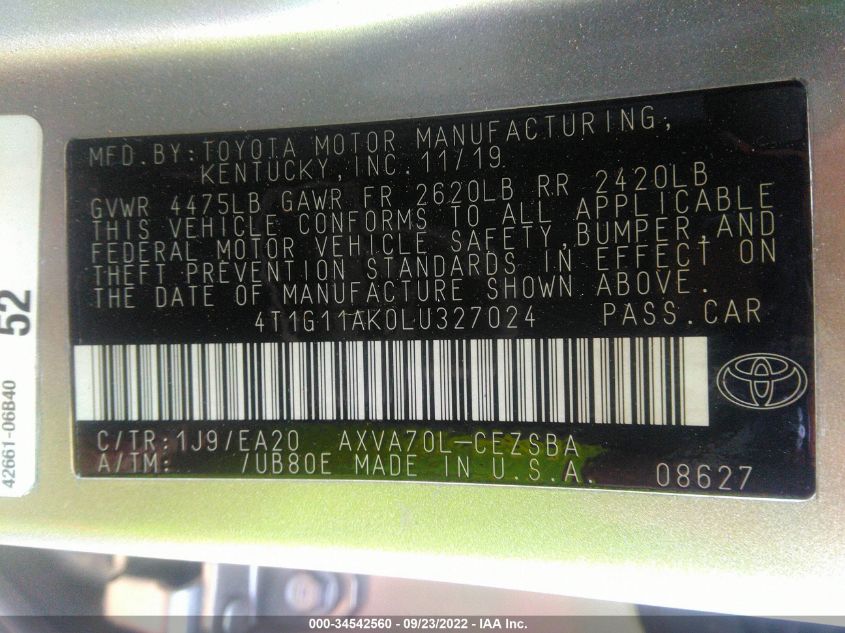 MFD.BY:TOYOTA MOTOR MANUFACTURING,
KENTUCKY,INC.11/19
GVWR 4475LB GAWR FR 2620LB RR 2420LB
THIS VEHICLE CONFORMS TO ALL APPLICABLE
FEDERAL MOTOR VEHICLE SAFETY,BUMPER,AND
THEFT PREVENTION STANDARDS IN EFFECT ON
THE DATE OF MANUFACTURE SHOWN ABOVE.
4T1G11AK0LU327024 PASS.CAR
C/TR:1J9/EA20 AXVA70L-CEZSBA
A/TM: /UB80E MADE IN U.S.A. 08627
52
42661-06B40
000-34542560 - 09/23/2022 - IAA Inc.